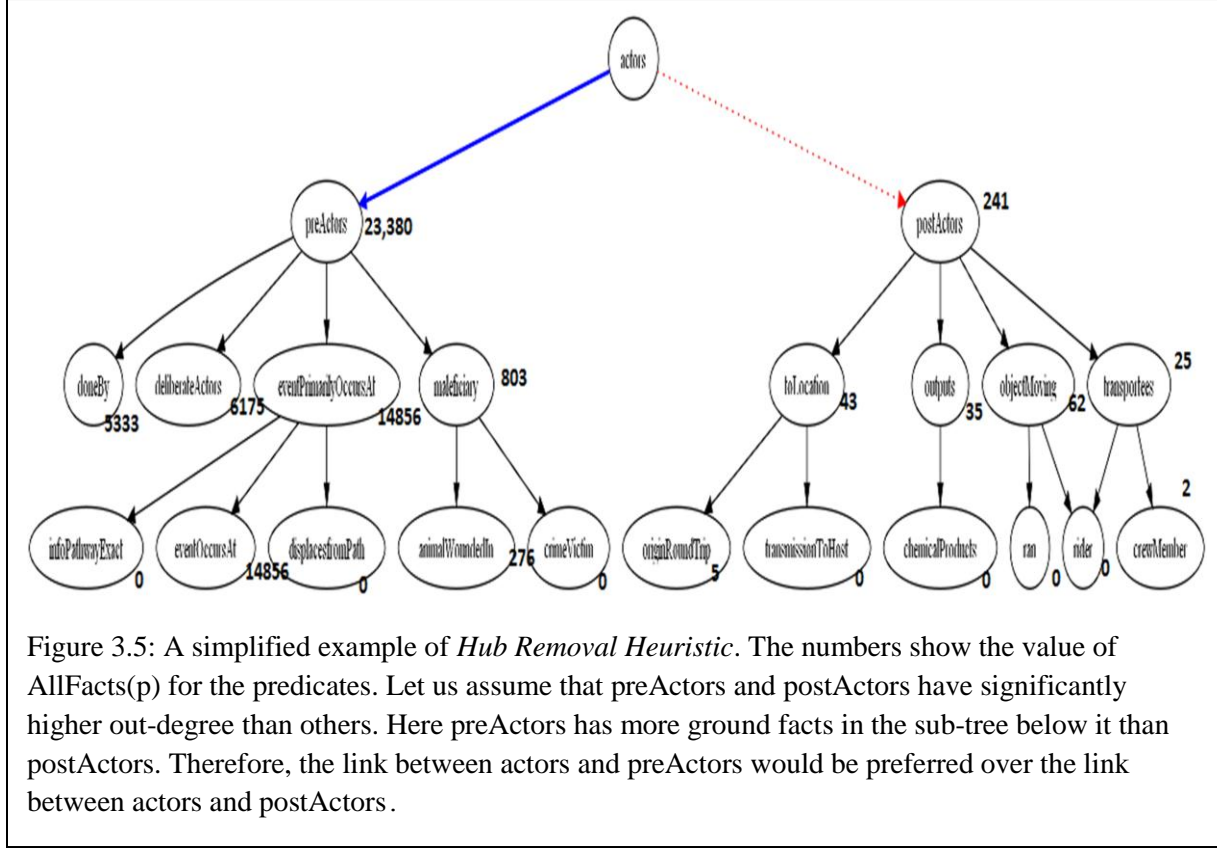 actors
preActors
23,380
postActors
241
doneBy
5333
deliberateActors
6175
eventPrimarilyOccursAt
14856
maleficiary
803
toLocation
43
outputs
35
objectMoving
62
transportees
25
infoPathwayExact
0
eventOccursAt
14856
displacesfromPath
0
animalWoundedIn
276
crimeVictim
0
originRoundTrip
5
transmissionToHost
0
chemicalProducts
0
ran
0
rider
0
crewMember
2
Figure 3.5: A simplified example of Hub Removal Heuristic. The numbers show the value of
AllFacts(p) for the predicates. Let us assume that preActors and postActors have significantly
higher out-degree than others. Here preActors has more ground facts in the sub-tree below it than
postActors. Therefore, the link between actors and preActors would be preferred over the link
between actors and postActors.